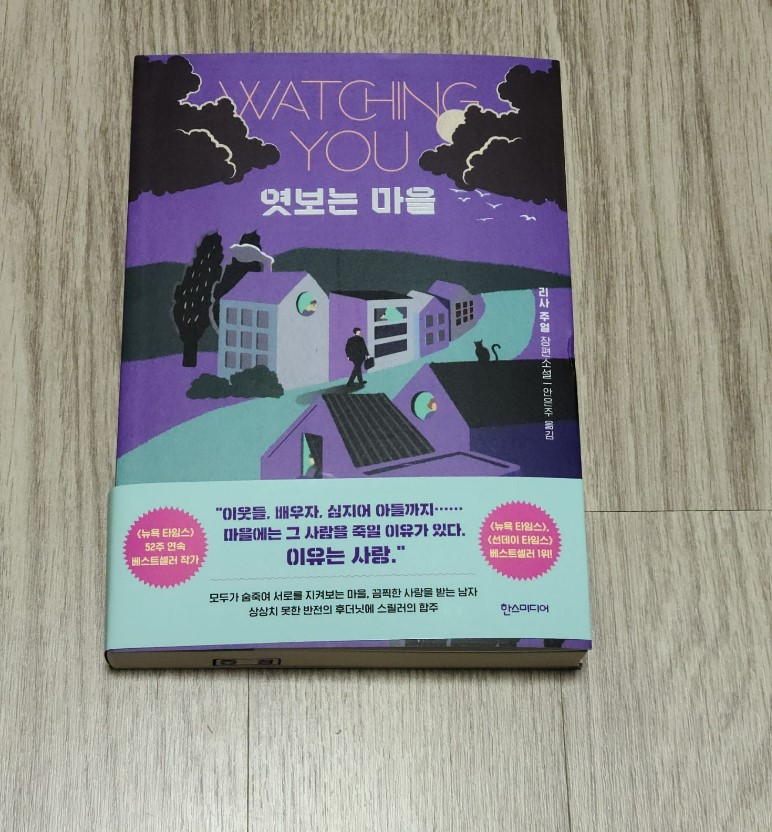 WATCHING
YOU
엿보는 마을
리사 주얼 장편소설 | 안은주 옮김
"이웃들, 배우자, 심지어 아들까지……
마을에는 그 사람을 죽일 이유가 있다.
이유는 사랑."
〈뉴욕 타임스〉
52주 연속
베스트셀러 작가
〈뉴욕 타임스〉,
〈선데이 타임스〉
베스트셀러 1위!
모두가 숨죽여 서로를 지켜보는 마을, 끔찍한 사랑을 받는 남자
상상치 못한 반전의 후더닛에 스릴러의 합주
한스미디어